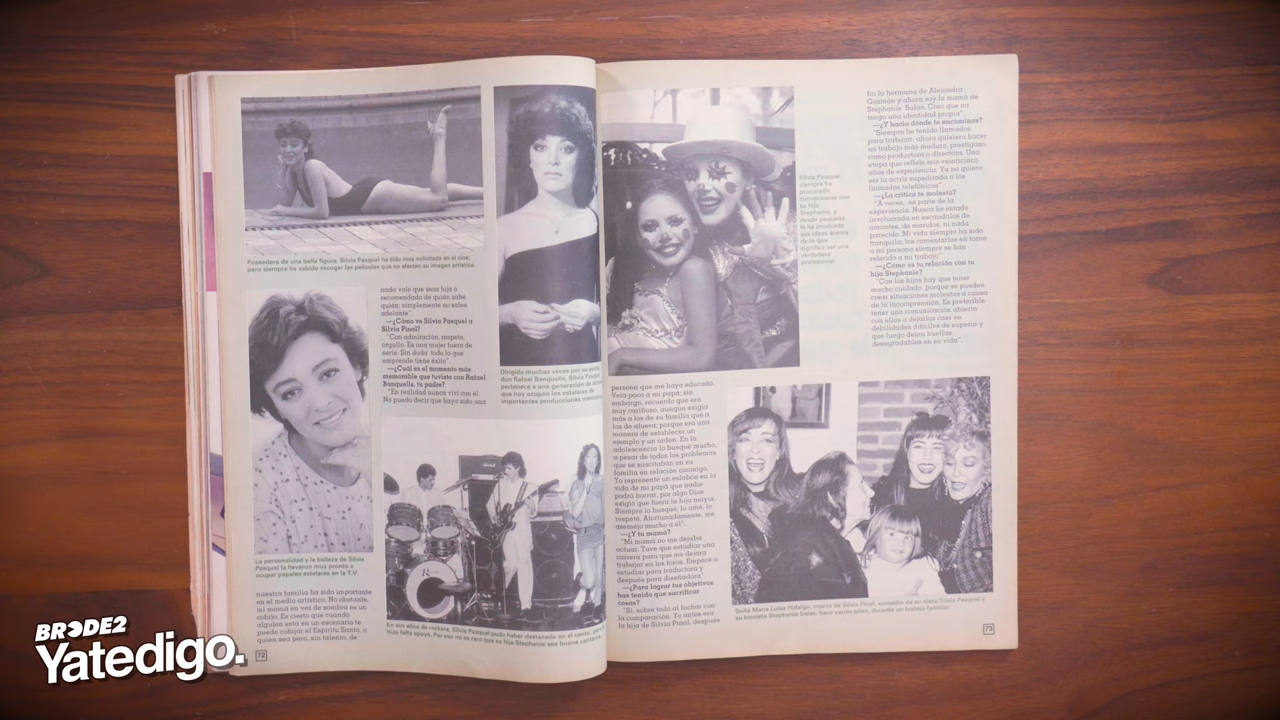 Poseedora de una bella figura, Silvia Pasquel ha sido muy solicitada en el cine;
pero siempre ha sabido escoger las películas que no afecten su imagen artística.
La personalidad y la belleza de Silvia
Pasquel la llevaron muy pronto a
ocupar papeles estelares en la T.V.
nuestra familia ha sido importante
en el medio artístico. No obstante,
mi mamá en vez de sombra es un
cobijo. Es cierto que cuando
alguien está en un escenario te
puede cobijar el Espíritu Santo, o
quien sea pero, sin talento, de
72
nada vale que seas hija o
recomendada de quién sabe
quién; simplemente no sales
adelante".
—¿Cómo ve Silvia Pasquel a
Silvia Pinal?
"Con admiración, respeto,
orgullo. Es una mujer fuera de
serie. Sin duda todo lo que
emprende tiene éxito".
—¿Cuál es el momento más
memorable que tuviste con Rafael
Banquells, tu padre?
"En realidad nunca viví con él.
No puedo decir que haya sido una
Dirigida muchas veces por su
don Rafael Banquells, Silvia Pasquel
pertenece a una generación de
que hoy ocupan los estelares de
importantes producciones
En sus años de rockera, Silvia Pasquel pudo haber destacado en el canto, pero
hizo falta apoyo. Por eso no es raro que su hija Stephanie sea buena cantante.
Silvia Pasquel
siempre ha
procurado
comunicarse con
su hija
Stephanie, y
desde pequeña
le ha inculcado
sus ideas acerca
de lo que
significa ser una
verdadera
profesional.
persona que me haya educado.
Veía poco a mi papá; sin
embargo, recuerdo que era
muy cariñoso, aunque exigía
más a los de su familia que a
los de afuera; porque era una
manera de establecer un
ejemplo y un orden. En la
adolescencia lo busqué mucho,
a pesar de todos los problemas
que se suscitaban en su
familia en relación conmigo.
Yo represento un eslabón en la
vida de mi papá que nadie
podrá borrar, por algo Dios
exigió que fuera la hija mayor.
Siempre lo busqué, lo amé, lo
respeté. Afortunadamente, me
asemejo mucho a él".
—¿Y tu mamá?
"Mi mamá no me dejaba
actuar. Tuve que estudiar una
carrera para que me dejara
trabajar en los foros. Empecé a
estudiar para traductora y
después para diseñadora".
—¿Para lograr tus objetivos
has tenido que sacrificar
cosas?
"Sí, sobre todo al luchar con
la comparación. Yo antes era
la hija de Silvia Pinal, después
fui la hermana de Alejandra
Guzmán y ahora soy la mamá de
Stephanie Salas. Creo que no
tengo una identidad propia".
—¿Y hacia dónde te encaminas?
"Siempre he tenido llamados
para trabajar, ahora quisiera hacer
un trabajo más maduro, prestigioso,
como productora o directora. Una
etapa que refleje mis veinticinco
años de experiencia. Ya no quiero
ser la actriz supeditada a los
llamados telefónicos".
—¿La crítica te molesta?
"A veces, es parte de la
experiencia. Nunca he estado
involucrada en escándalos de
amantes, de maridos, ni nada
parecido. Mi vida siempre ha sido
tranquila; los comentarios en torno
a mi persona siempre se han
referido a mi trabajo".
—¿Cómo es tu relación con tu
hija Stephanie?
"Con los hijos hay que tener
mucho cuidado, porque se pueden
crear situaciones molestas a causa
de la incomprensión. Es preferible
tener una comunicación abierta
con ellos a dejarlos caer en
debilidades difíciles de superar y
que luego dejen huellas
desagradables en su vida".
Doña María Luisa Hidalgo, mamá de Silvia Pinal, en medio de su nieta Silvia Pasquel y
su bisnieta Stephanie Salas, hace varios años, durante un festejo familiar.
73
BRODE2
Yatedigo.